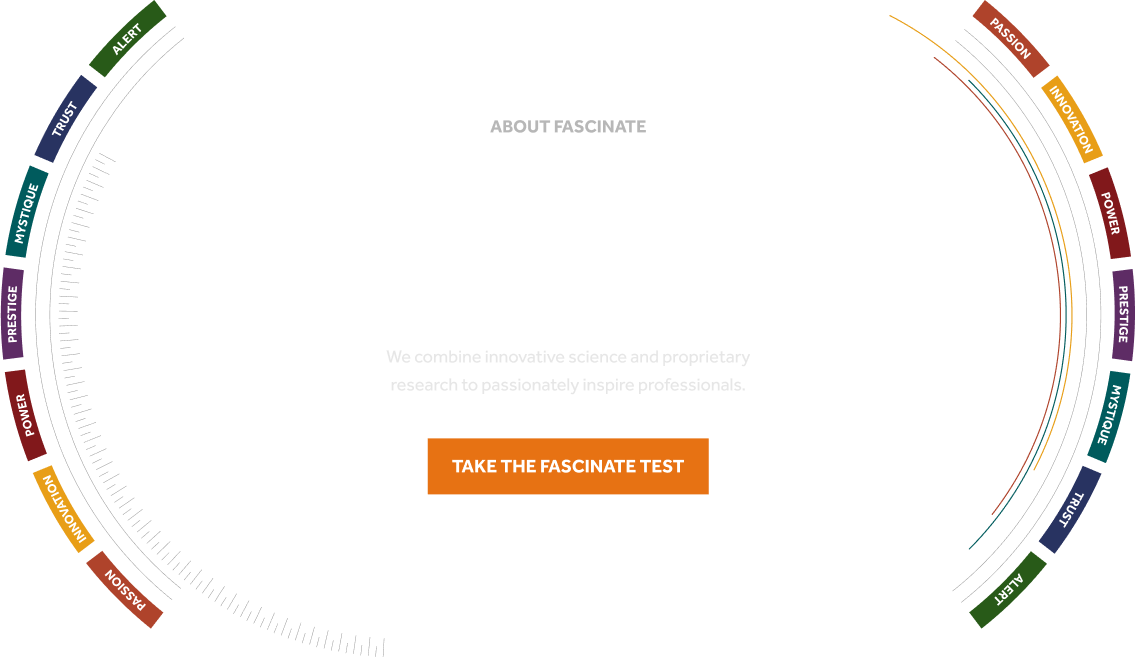 ALERT
TRUST
MYSTIQUE
PRESTIGE
POWER
INNOVATION
PASSION
ABOUT FASCINATE
We combine innovative science and proprietary
research to passionately inspire professionals.
TAKE THE FASCINATE TEST
PASSION
INNOVATION
POWER
PRESTIGE
MYSTIQUE
TRUST
ALERT